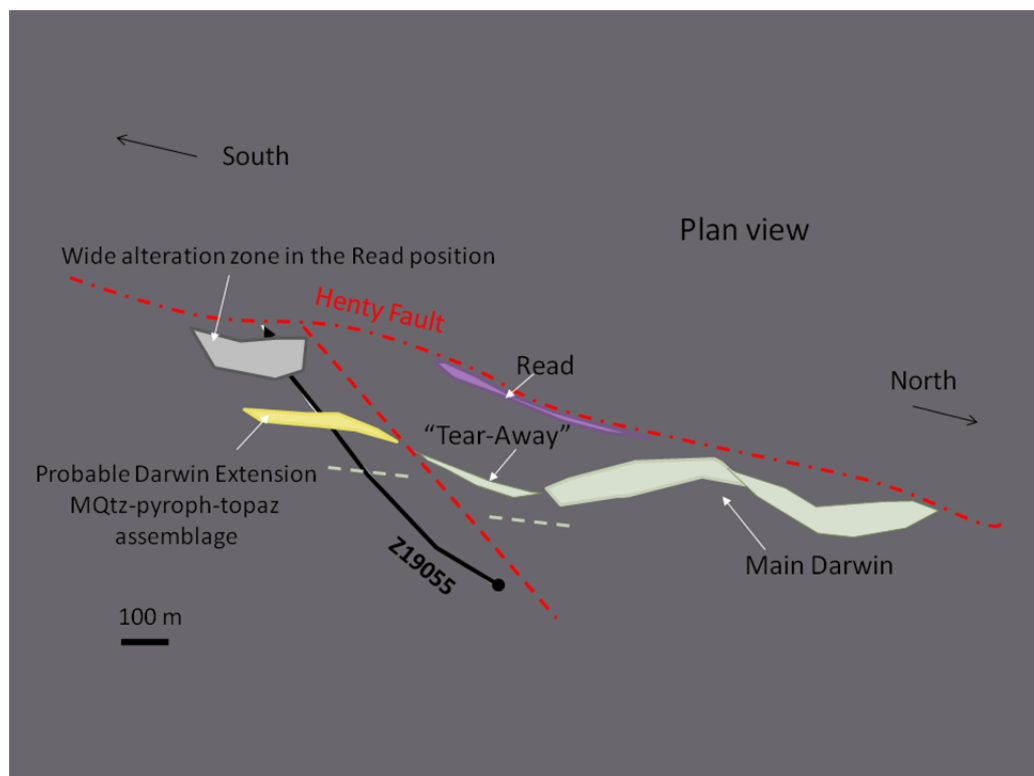 South
Plan view
Wide alteration zone in the Read position
Henty Fault
Read
North
“Tear-Away”
Probable Darwin Extension
MQtz-pyroph-topaz
assemblage
Z19055
Main Darwin
100 m